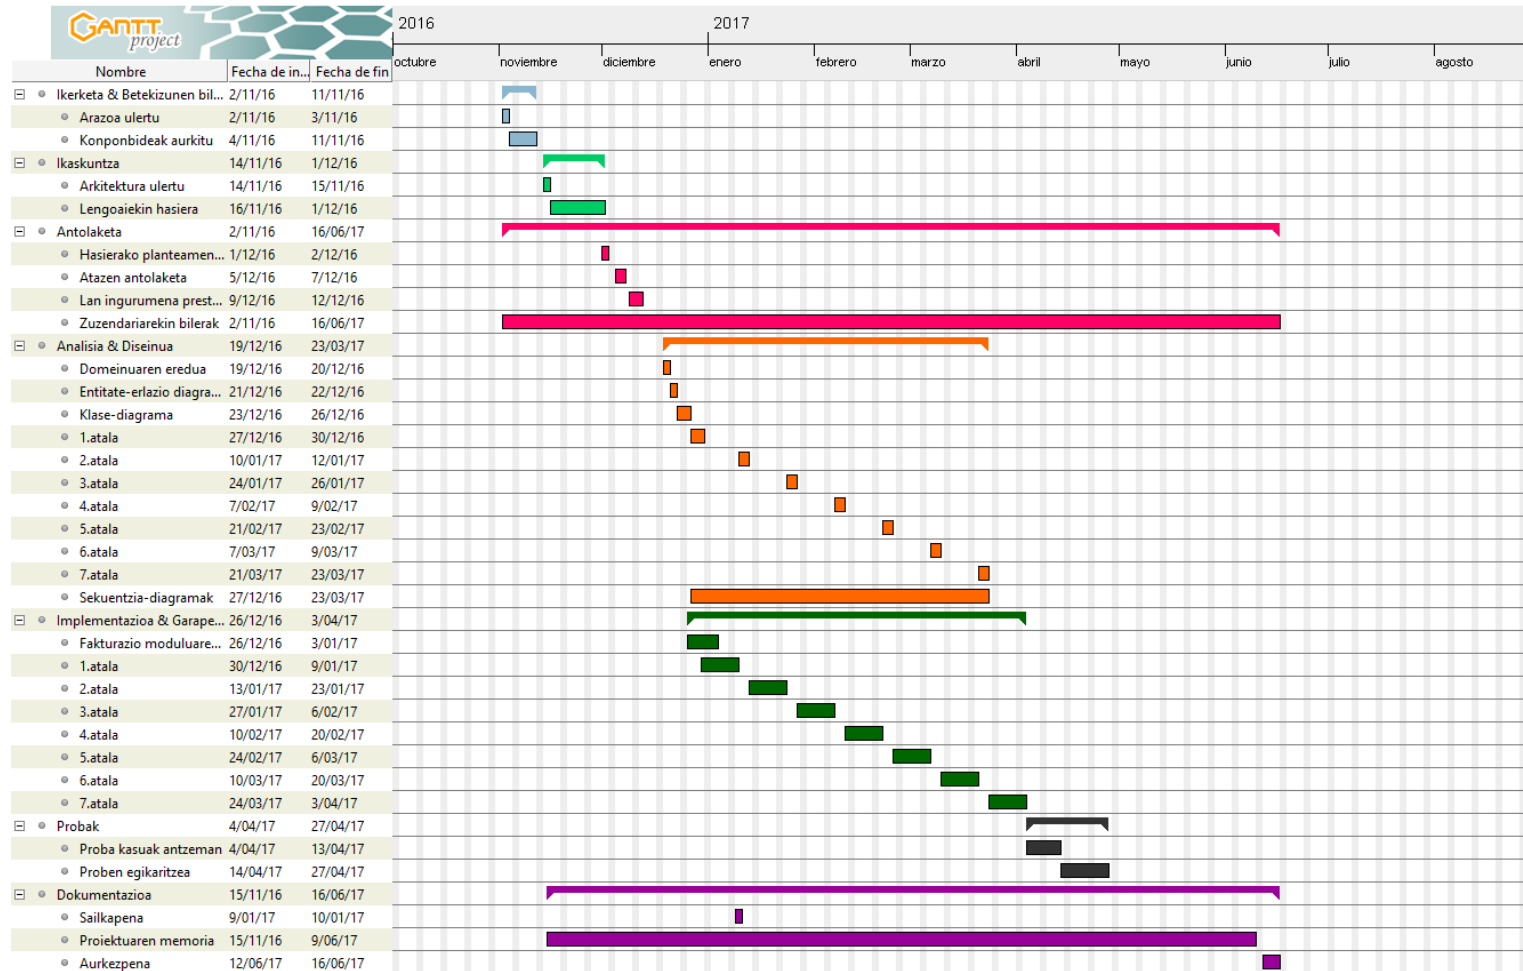 GANTT project
2016 2017
octubre noviembre diciembre enero febrero marzo abril mayo junio julio agosto
Nombre Fecha de in... Fecha de fin
Ikerketa & Betekizunen bil... 2/11/16 11/11/16
Arazoa ulertu 2/11/16 3/11/16
Konponbideak aurkitu 4/11/16 11/11/16
Ikaskuntza 14/11/16 1/12/16
Arkitektura ulertu 14/11/16 15/11/16
Lengoaiekin hasiera 16/11/16 1/12/16
Antolaketa 2/11/16 16/06/17
Hasierako planteamen... 1/12/16 2/12/16
Atazen antolaketa 5/12/16 7/12/16
Lan ingurumena prest... 9/12/16 12/12/16
Zuzendariarekin bilerak 2/11/16 16/06/17
Analisia & Diseinua 19/12/16 23/03/17
Domeinuaren eredua 19/12/16 20/12/16
Entitate-erlazio diagra... 21/12/16 22/12/16
Klase-diagrama 23/12/16 26/12/16
1.atala 27/12/16 30/12/16
2.atala 10/01/17 12/01/17
3.atala 24/01/17 26/01/17
4.atala 7/02/17 9/02/17
5.atala 21/02/17 23/02/17
6.atala 7/03/17 9/03/17
7.atala 21/03/17 23/03/17
Sekuentzia-diagramak 27/12/16 23/03/17
Implementazioa & Garape... 26/12/16 3/04/17
Fakturazio moduluare... 26/12/16 3/01/17
1.atala 30/12/16 9/01/17
2.atala 13/01/17 23/01/17
3.atala 27/01/17 6/02/17
4.atala 10/02/17 20/02/17
5.atala 24/02/17 6/03/17
6.atala 10/03/17 20/03/17
7.atala 24/03/17 3/04/17
Probak 4/04/17 27/04/17
Proba kasuak antzeman 4/04/17 13/04/17
Proben egikaritzea 14/04/17 27/04/17
Dokumentazioa 15/11/16 16/06/17
Sailkapena 9/01/17 10/01/17
Proiektuaren memoria 15/11/16 9/06/17
Aurkezpena 12/06/17 16/06/17